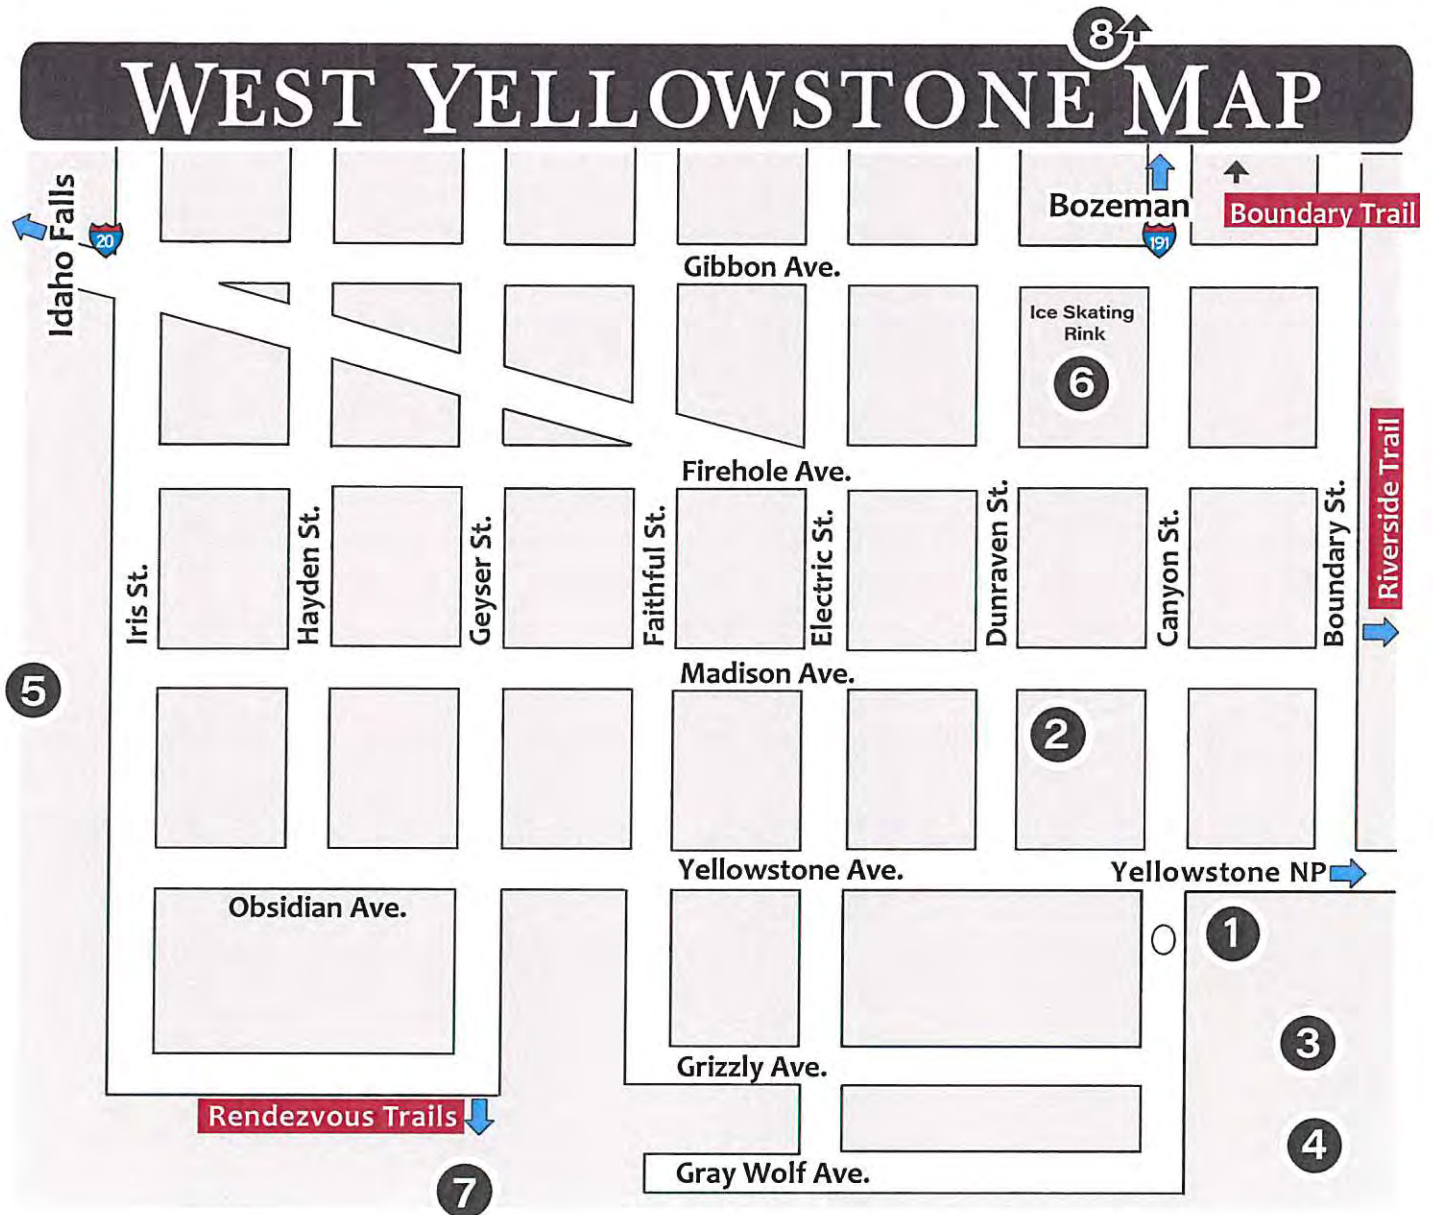 8
WEST YELLOWSTONE MAP
Idaho Falls
20
Bozeman
191
Boundary Trail
Gibbon Ave.
Ice Skating
Rink
6
Firehole Ave.
Iris St.
Hayden St.
Geyser St.
Faithful St.
Electric St.
Dunraven St.
Canyon St.
Boundary St.
Riverside Trail
5
Madison Ave.
2
Yellowstone Ave.
Yellowstone NP
Obsidian Ave.
1
3
Grizzly Ave.
Rendezvous Trails
4
Gray Wolf Ave.
7